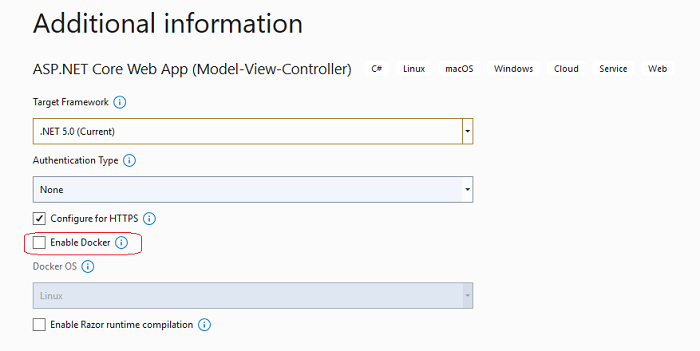 Additional information
ASP.NET Core Web App (Model-View-Controller) C# Linux macOS Windows Cloud Service Web
Target Framework
.NET 5.0 (Current)
Authentication Type
None
Configure for HTTPS
Enable Docker
Docker OS
Linux
Enable Razor runtime compilation